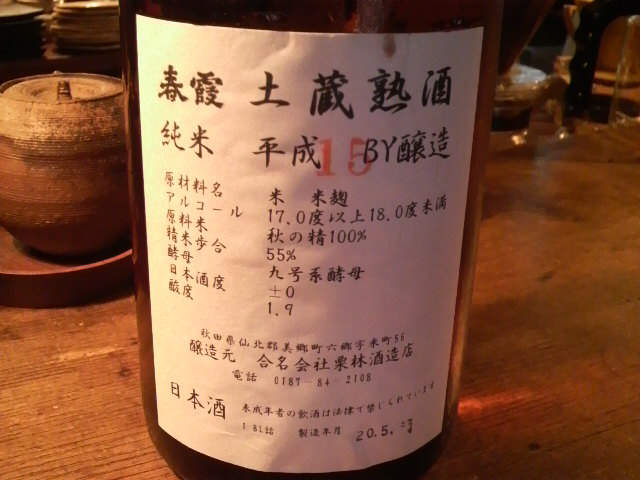 春霞 土蔵熟酒
純米 平成15BY醸造
原材料名 米 米麹
アルコール 17.0度以上18.0度未満
原料米 秋の精100%
精米歩合 55%
酵母 九号系酵母
日本酒度 ±0
酸度 1.9
秋田県仙北郡美郷町六郷字米町56
醸造元 合名会社栗林酒造店
電話 0187-84-2108
日本酒 未成年者の飲酒は法律で禁じられています
1.8L詰 製造年月 20.5.